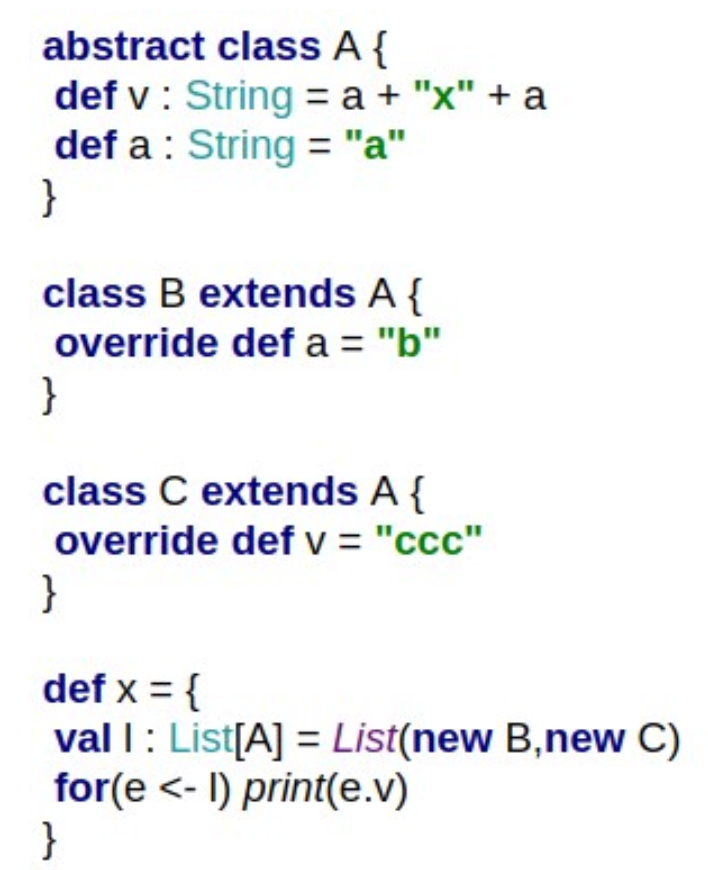 abstract class A {
def v : String = a + "x" + a
def a : String = "a"
}
class B extends A {
override def a = "b"
}
class C extends A {
override def v = "ccc"
}
def x = {
val l : List[A] = List(new B,new C)
for(e <- l) print(e.v)
}